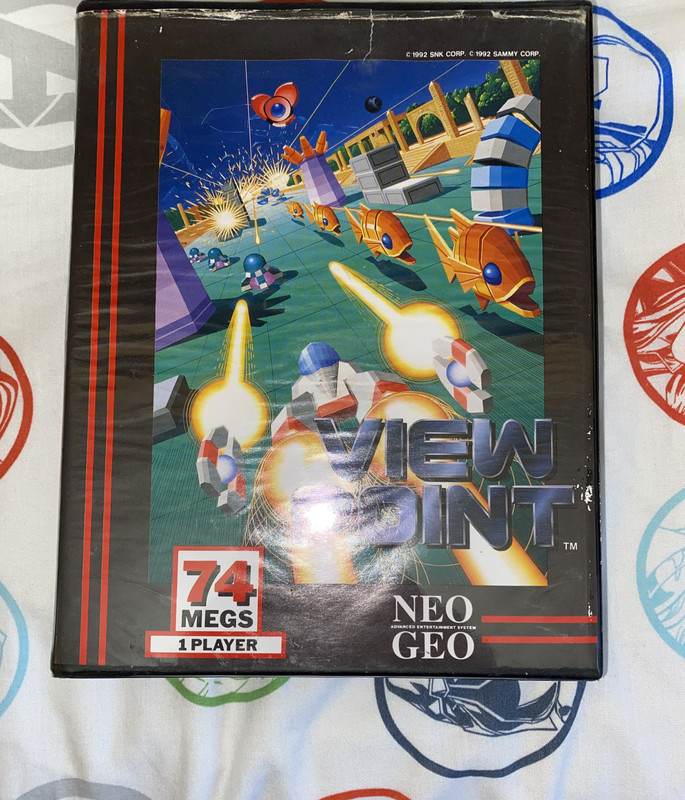 © 1992 SNK CORP. © 1992 SAMMY CORP.
VIEW
POINT
TM
74
MEGS
1 PLAYER
NEO
ADVANCED ENTERTAINMENT SYSTEM
GEO